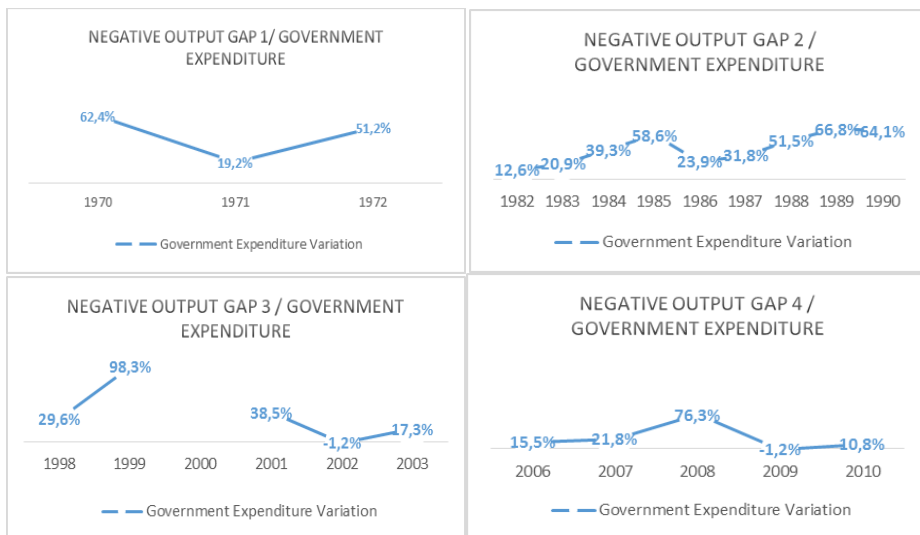 NEGATIVE OUTPUT GAP 1/ GOVERNMENT
EXPENDITURE
62,4%
19,2%
51,2%
1970 1971 1972
Government Expenditure Variation
NEGATIVE OUTPUT GAP 2 /
GOVERNMENT EXPENDITURE
12,6% 20,9% 39,3% 58,6% 23,9% 31,8% 51,5% 66,8% 64,1%
1982 1983 1984 1985 1986 1987 1988 1989 1990
Government Expenditure Variation
NEGATIVE OUTPUT GAP 3 / GOVERNMENT
EXPENDITURE
29,6% 98,3% 38,5% -1,2% 17,3%
1998 1999 2000 2001 2002 2003
Government Expenditure Variation
NEGATIVE OUTPUT GAP 4 /
GOVERNMENT EXPENDITURE
15,5% 21,8% 76,3% -1,2% 10,8%
2006 2007 2008 2009 2010
Government Expenditure Variation